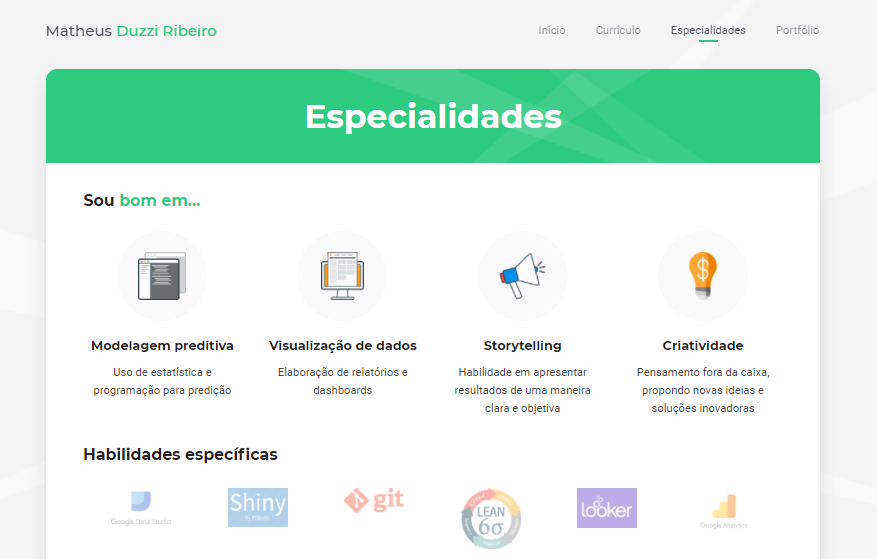 Matheus Duzzi Ribeiro
Início Currículo Especialidades Portfólio
Especialidades
Sou bom em...
Modelagem preditiva
Uso de estatística e
programação para predição
Visualização de dados
Elaboração de relatórios e
dashboards
Storytelling
Habilidade em apresentar
resultados de uma maneira
clara e objetiva
Criatividade
Pensamento fora da caixa,
propondo novas ideias e
soluções inovadoras
Habilidades específicas
Google Data Studio
Shiny
git
LEAN
6σ
looker
Google Analytics